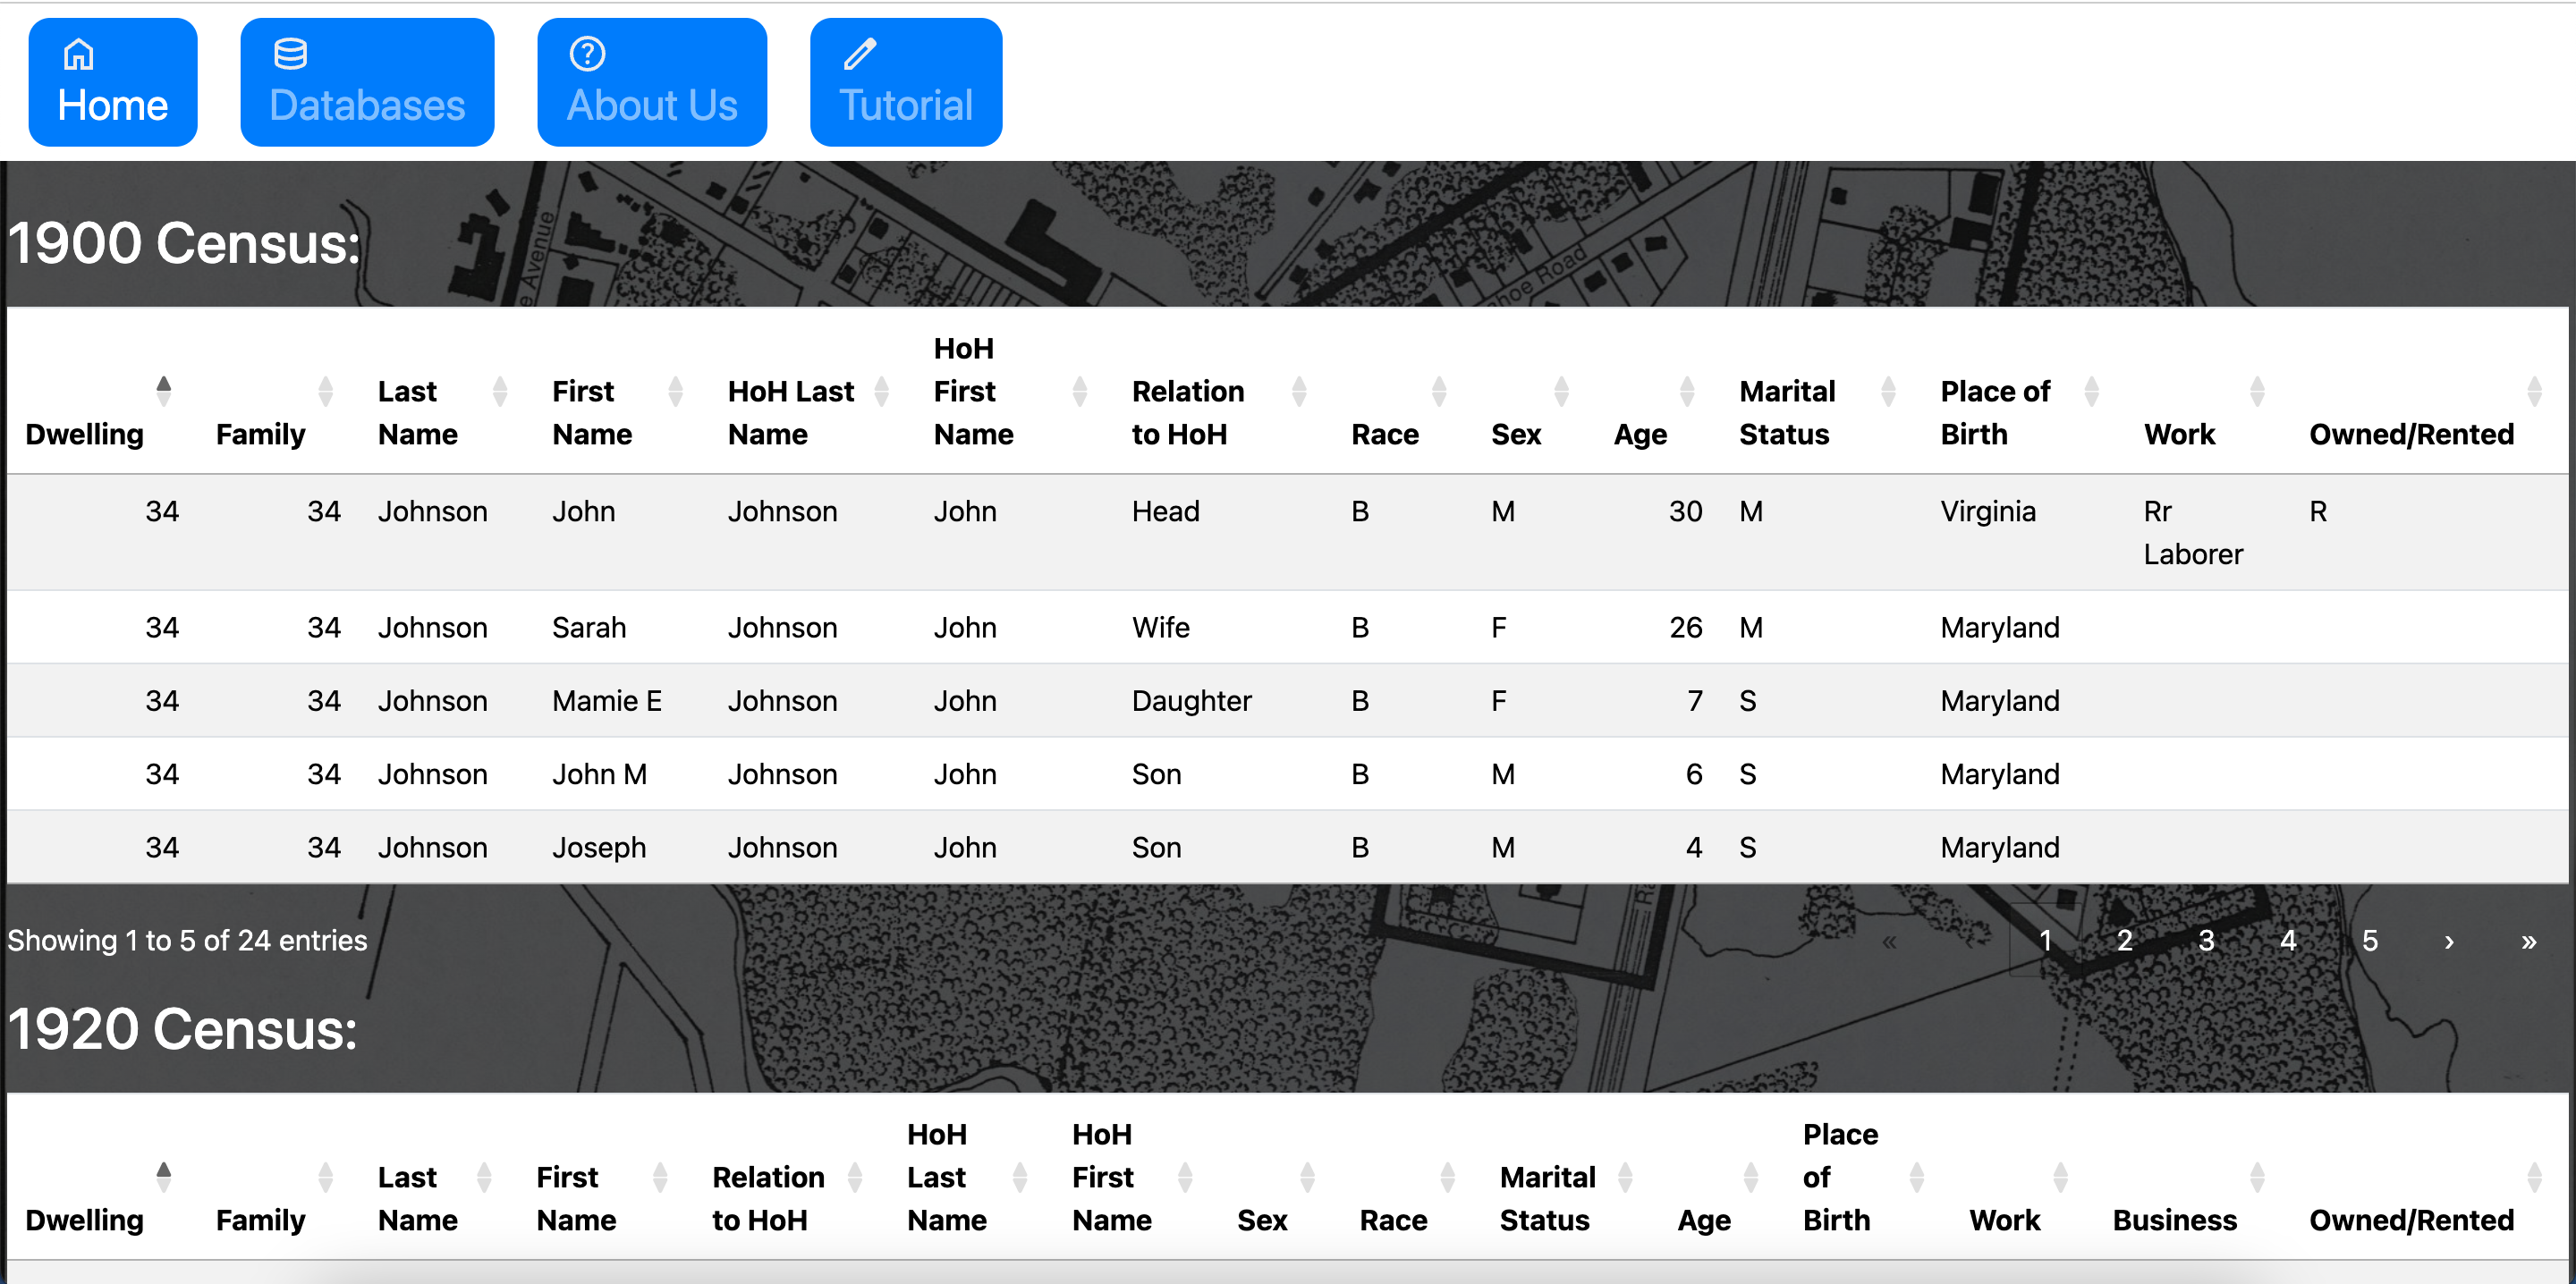 Home Databases About Us Tutorial
e Avenue
hoe Road
1900 Census:
Dwelling Family Last Name First Name HoH Last Name HoH First Name Relation to HoH Race Sex Age Marital Status Place of Birth Work Owned/Rented
34 34 Johnson John Johnson John Head B M 30 M Virginia Rr Laborer R
34 34 Johnson Sarah Johnson John Wife B F 26 M Maryland
34 34 Johnson Mamie E Johnson John Daughter B F 7 S Maryland
34 34 Johnson John M Johnson John Son B M 6 S Maryland
34 34 Johnson Joseph Johnson John Son B M 4 S Maryland
Showing 1 to 5 of 24 entries « 1 2 3 4 5 › »
1920 Census:
Dwelling Family Last Name First Name Relation to HoH HoH Last Name HoH First Name Sex Race Marital Status Age Place of Birth Work Business Owned/Rented